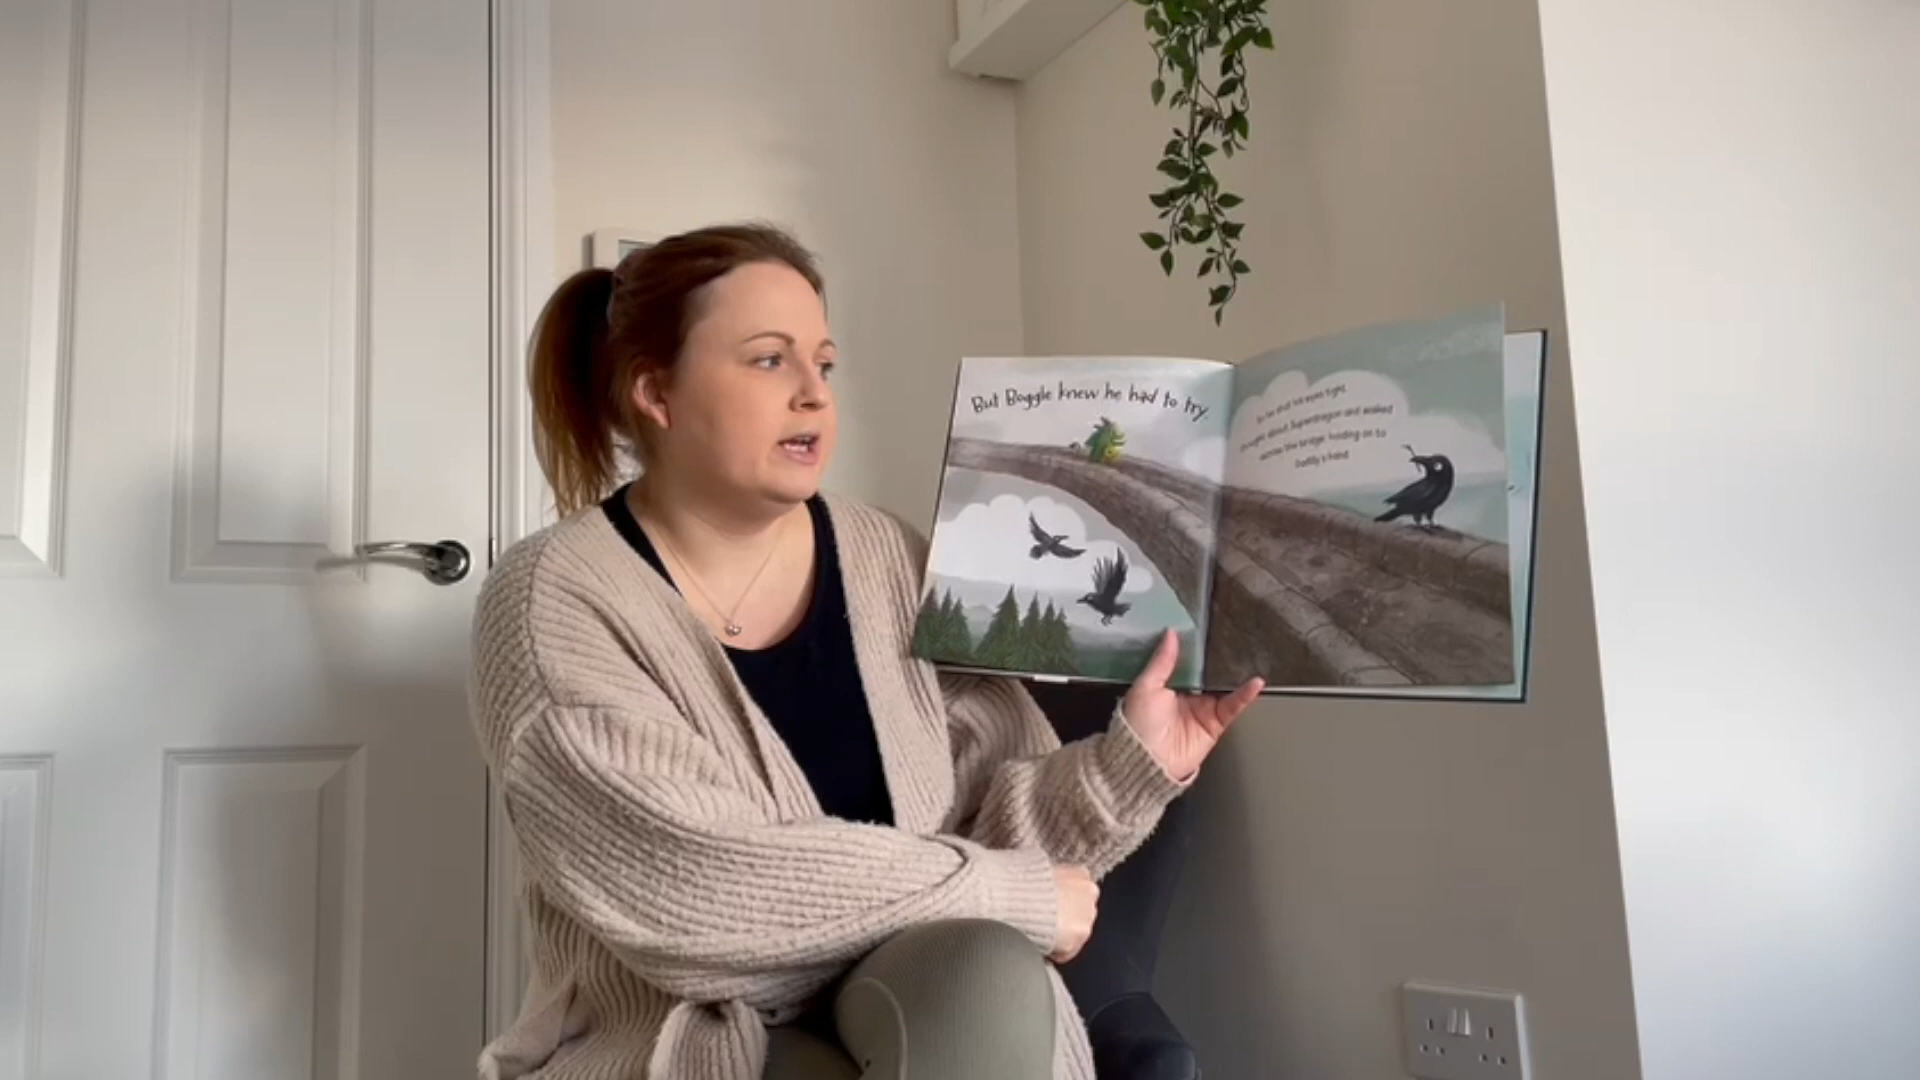 But Boggle knew he had to try.
So he shut his eyes tight,
thought about Superdragon and walked
across the bridge, holding on to
Daddy's hand.